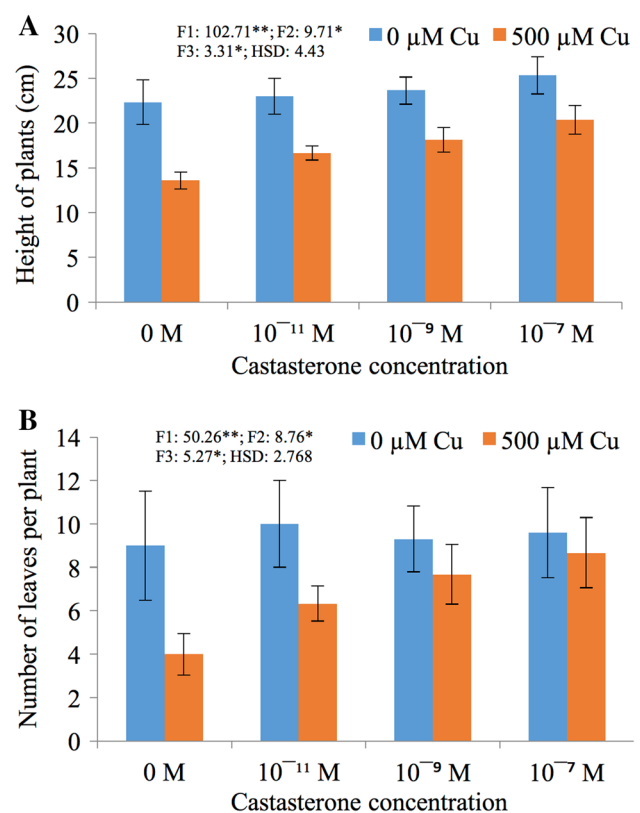 A
F1: 102.71**; F2: 9.71*
F3: 3.31*; HSD: 4.43
0 µM Cu
500 µM Cu
Height of plants (cm)
30
25
20
15
10
5
0
0 M
10⁻¹¹ M
10⁻⁹ M
10⁻⁷ M
Castasterone concentration
B
F1: 50.26**; F2: 8.76*
F3: 5.27*; HSD: 2.768
0 µM Cu
500 µM Cu
Number of leaves per plant
14
12
10
8
6
4
2
0
0 M
10⁻¹¹ M
10⁻⁹ M
10⁻⁷ M
Castasterone concentration